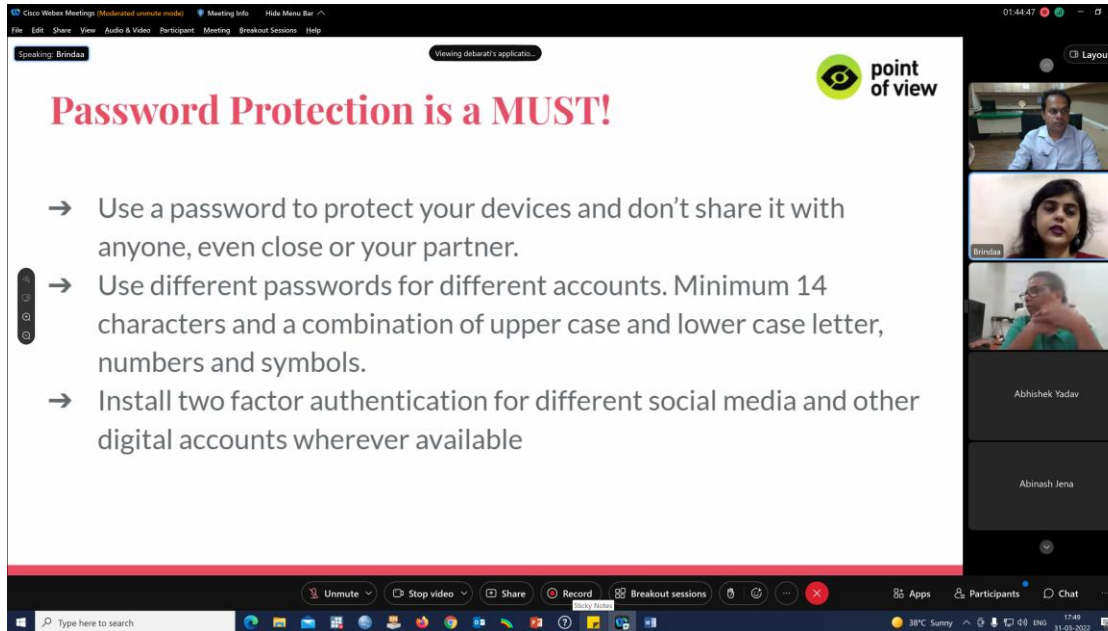 Cisco Webex Meetings (Moderated unmute mode) Meeting Info Hide Menu Bar
01:44:47
File Edit Share View Audio & Video Participant Meeting Breakout Sessions Help
Speaking: Brindaa
Viewing debarati's applicatio...
Layou
point
of view
Password Protection is a MUST!
→ Use a password to protect your devices and don't share it with
anyone, even close or your partner.
→ Use different passwords for different accounts. Minimum 14
characters and a combination of upper case and lower case letter,
numbers and symbols.
→ Install two factor authentication for different social media and other
digital accounts wherever available
Brindaa
Abhishek Yadav
Abinash Jena
Unmute Stop video Share Record Breakout sessions Apps Participants Chat
Sticky Notes
Type here to search
38°C Sunny ENG 17:49
31-03-2022